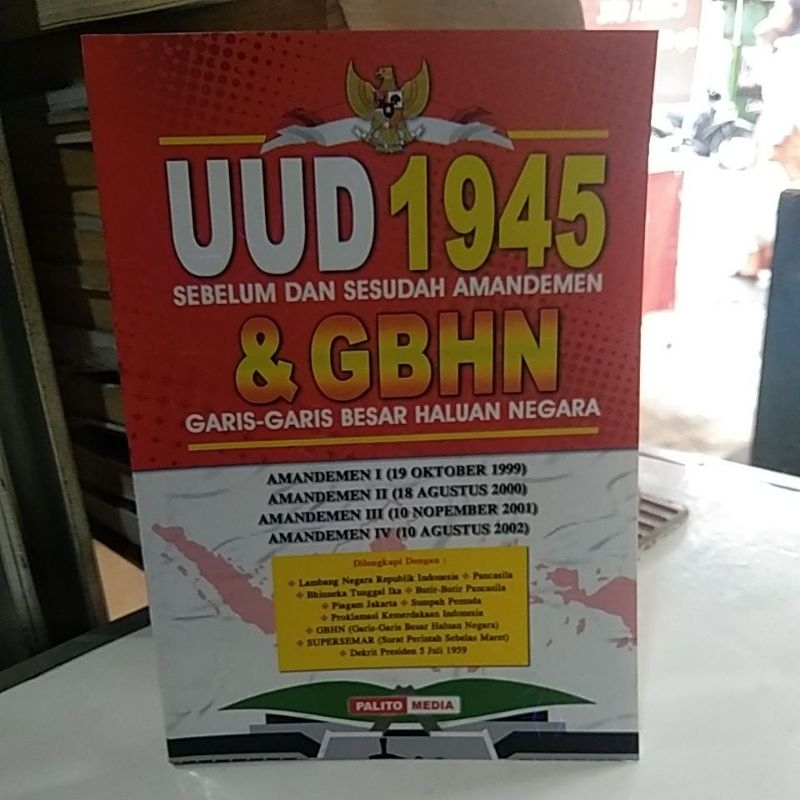 UUD 1945
SEBELUM DAN SESUDAH AMANDEMEN
& GBHN
GARIS-GARIS BESAR HALUAN NEGARA
AMANDEMEN I (19 OKTOBER 1999)
AMANDEMEN II (18 AGUSTUS 2000)
AMANDEMEN III (10 NOPEMBER 2001)
AMANDEMEN IV (10 AGUSTUS 2002)
Dilengkapi Dengan :
❖ Lambang Negara Republik Indonesia ❖ Pancasila
❖ Bhinneka Tunggal Ika ❖ Butir-Butir Pancasila
❖ Piagam Jakarta ❖ Sumpah Pemuda
❖ Proklamasi Kemerdakaan Indonesia
❖ GBHN (Garis-Garis Besar Haluan Negara)
❖ SUPERSEMAR (Surat Perintah Sebelas Maret)
❖ Dekrit Presiden 5 Juli 1959
PALITO MEDIA